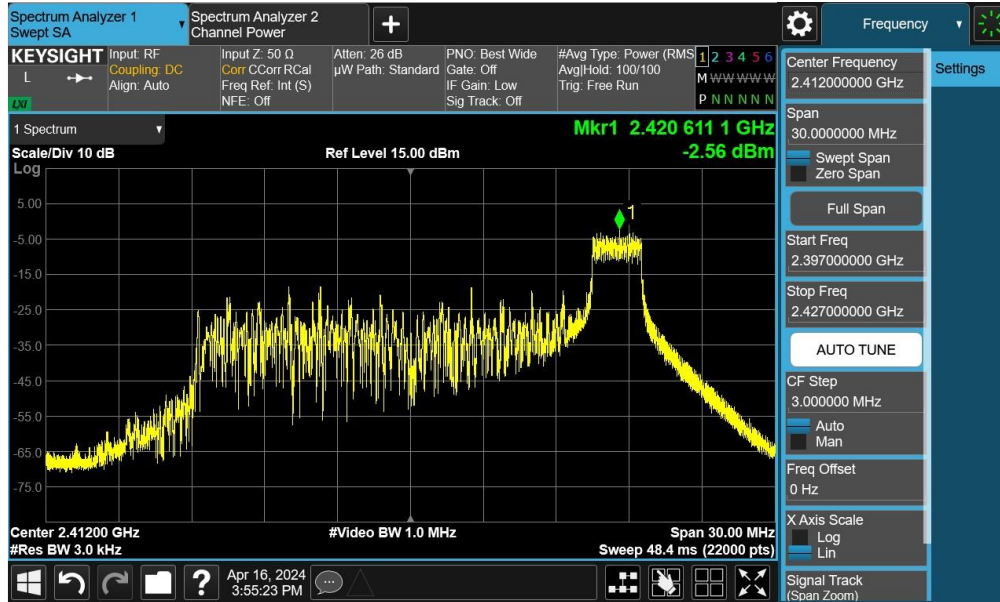 Spectrum Analyzer 1
Swept SA
Spectrum Analyzer 2
Channel Power
+
Frequency
KEYSIGHT
L
LXI
Input: RF
Coupling: DC
Align: Auto
Input Z: 50 Ω
Corr CCorr RCal
Freq Ref: Int (S)
NFE: Off
Atten: 26 dB
µW Path: Standard
PNO: Best Wide
Gate: Off
IF Gain: Low
Sig Track: Off
#Avg Type: Power (RMS
Avg|Hold: 100/100
Trig: Free Run
1 2 3 4 5 6
M W W W W W
P N N N N N
1 Spectrum
Scale/Div 10 dB
Log
Ref Level 15.00 dBm
Mkr1 2.420 611 1 GHz
-2.56 dBm
1
5.00
-5.00
-15.0
-25.0
-35.0
-45.0
-55.0
-65.0
-75.0
Center 2.41200 GHz
#Res BW 3.0 kHz
#Video BW 1.0 MHz
Span 30.00 MHz
Sweep 48.4 ms (22000 pts)
?
Apr 16, 2024
3:55:23 PM
Center Frequency
2.412000000 GHz
Settings
Span
30.0000000 MHz
Swept Span
Zero Span
Full Span
Start Freq
2.397000000 GHz
Stop Freq
2.427000000 GHz
AUTO TUNE
CF Step
3.000000 MHz
Auto
Man
Freq Offset
0 Hz
X Axis Scale
Log
Lin
Signal Track
(Span Zoom)